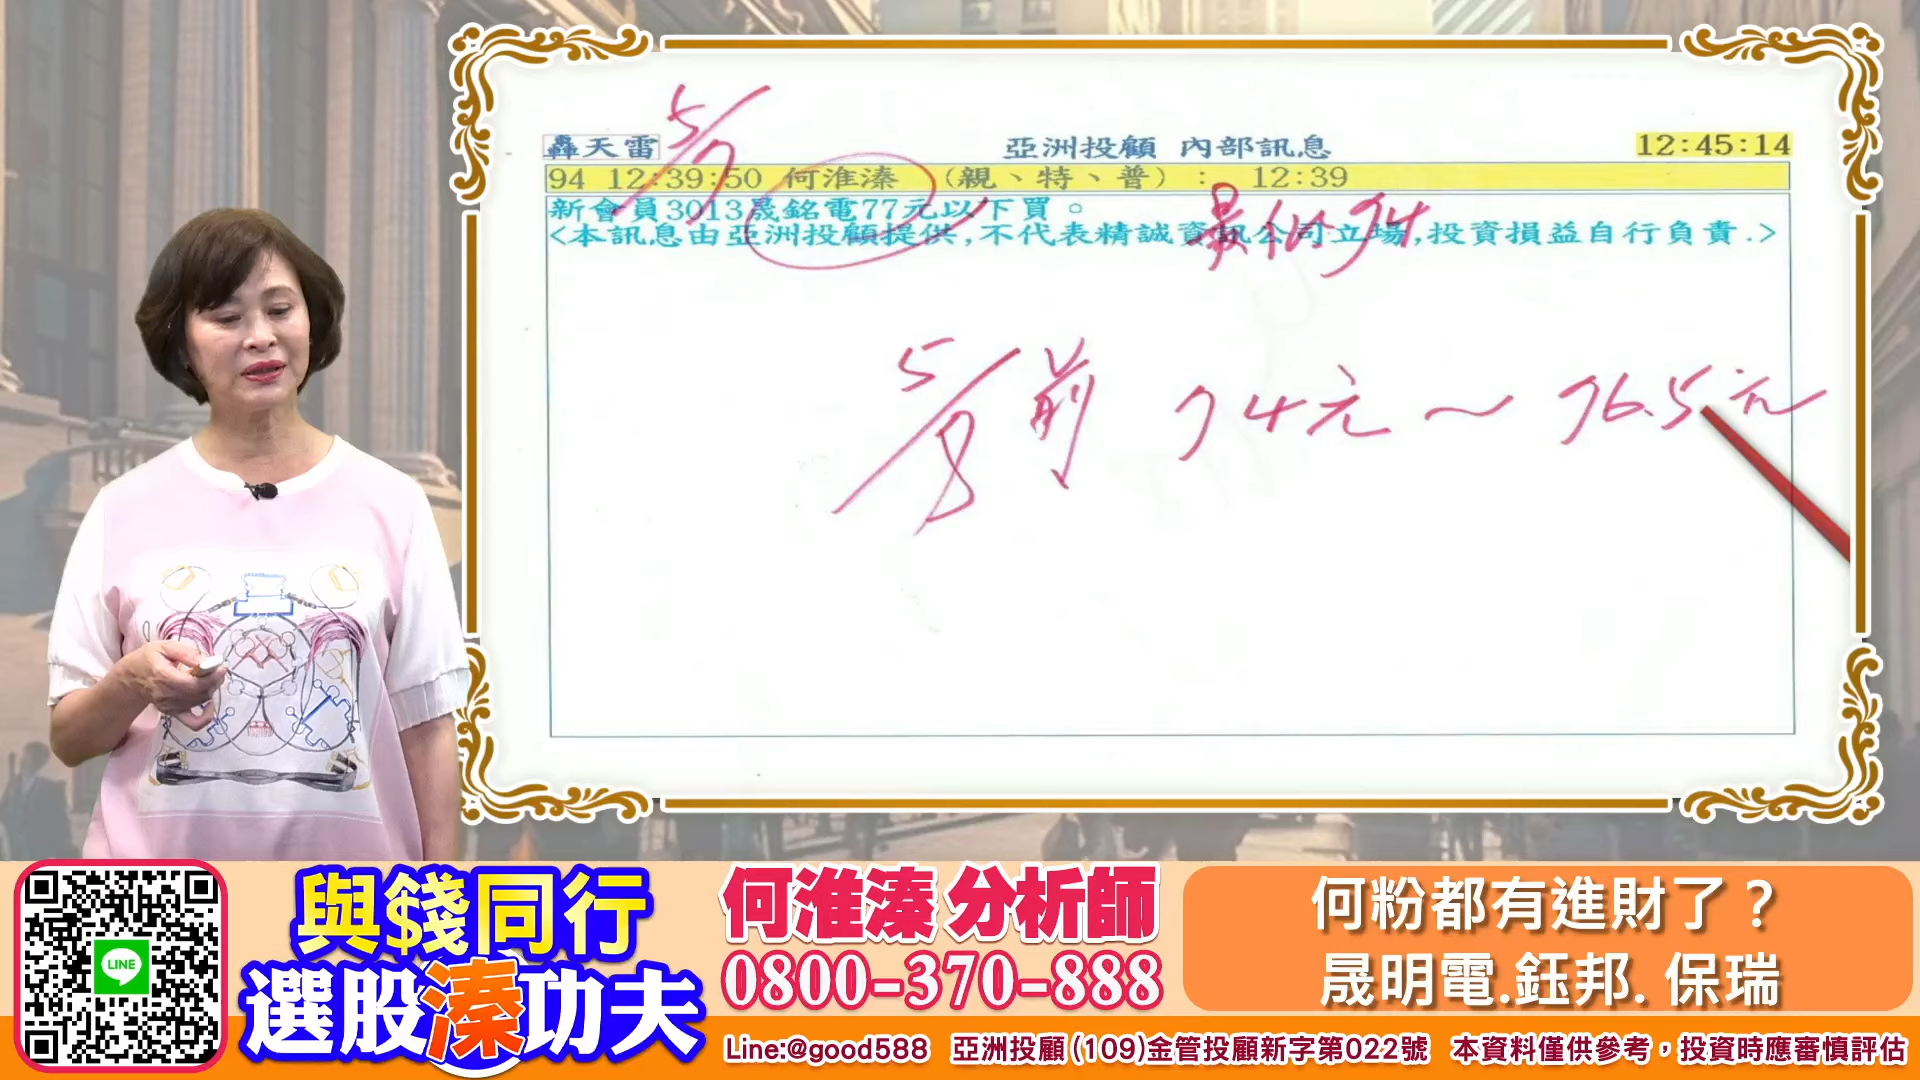 5/7
轟天雷 亞洲投顧 內部訊息 12:45:14
94 12:39:50 何淮溱 (親、特、普) : 12:39
新會員3013晟銘電77元以下買。
最低74
<本訊息由亞洲投顧提供,不代表精誠資訊公司立場,投資損益自行負責.>
5/8前 74元~76.5元
LINE
與錢同行
選股溱功夫
何淮溱 分析師
0800-370-888
何粉都有進財了?
晟明電.鈺邦. 保瑞
Line:@good588 亞洲投顧(109)金管投顧新字第022號 本資料僅供參考,投資時應審慎評估